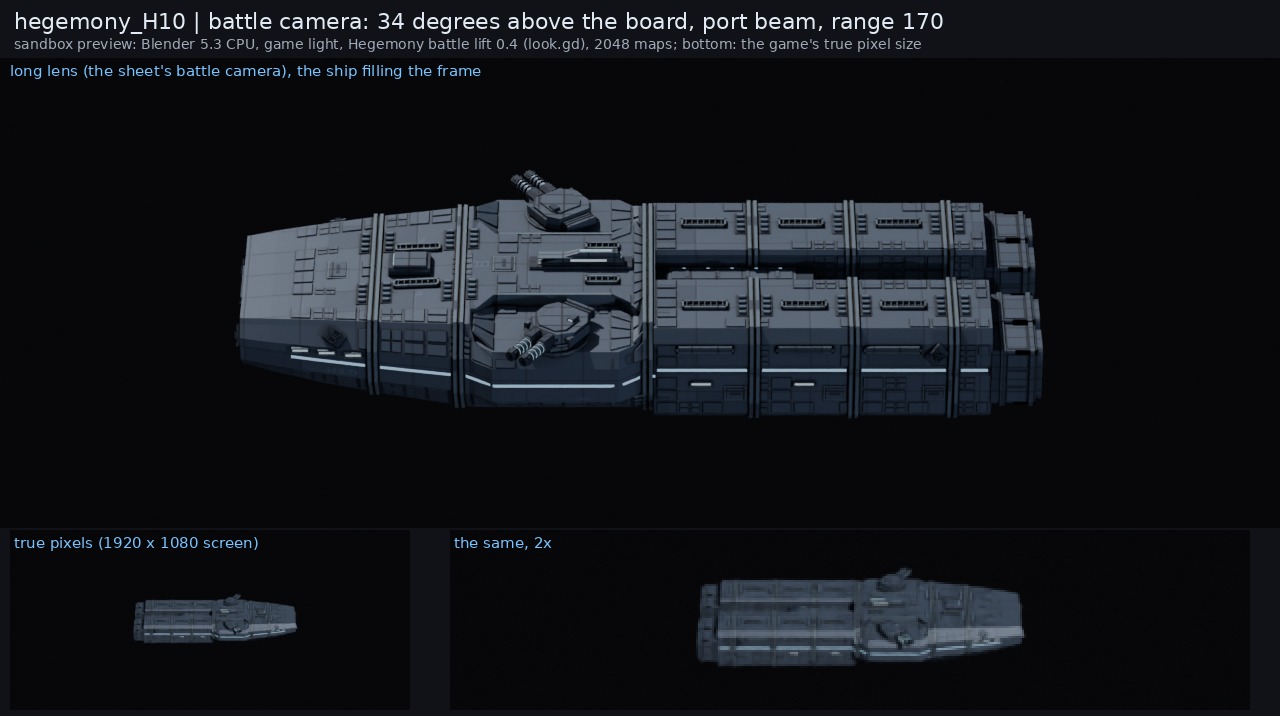 hegemony_H10 | battle camera: 34 degrees above the board, port beam, range 170
sandbox preview: Blender 5.3 CPU, game light, Hegemony battle lift 0.4 (look.gd), 2048 maps; bottom: the game's true pixel size
long lens (the sheet's battle camera), the ship filling the frame
true pixels (1920 x 1080 screen)
the same, 2x